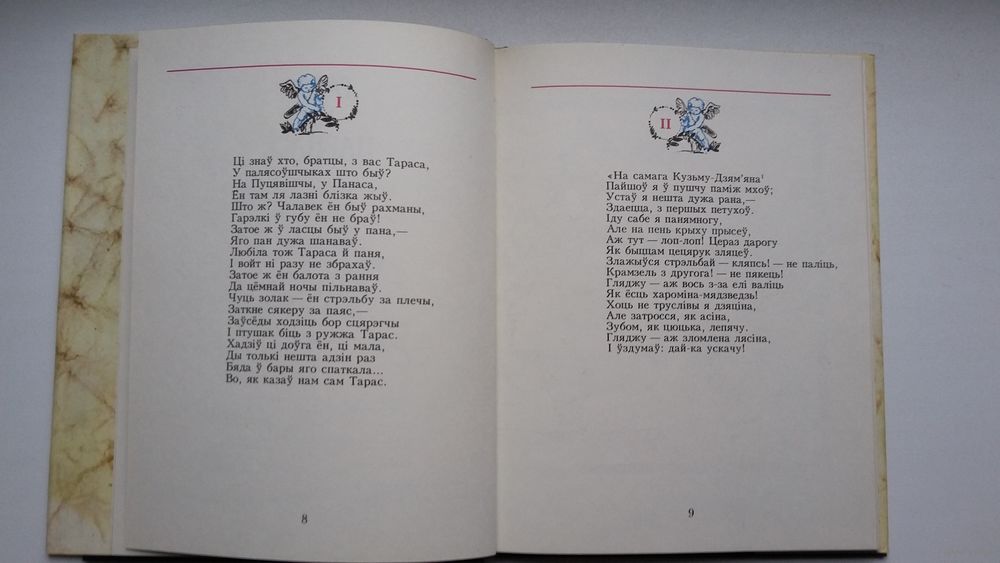 I
Ці знаў хто, братцы, з вас Тараса,
У палясоўшчыках што быў?
На Пуцявішчы, у Панаса,
Ён там ля лазні блізка жыў.
Што ж? Чалавек ён быў рахманы,
Гарэлкі ў губу ён не браў!
Затое ж ў ласцы быў у пана,—
Яго пан дужа шанаваў.
Любіла тож Тараса й паня,
І войт ні разу не збрахаў.
Затое ж ён балота з рання
Да цёмнай ночы пільнаваў.
Чуць золак — ён стрэльбу за плечы,
Заткне сякеру за паяс,—
Заўсёды ходзіць бор сцярэгчы
І птушак біць з ружжа Тарас.
Хадзіў ці доўга ён, ці мала,
Ды толькі нешта адзін раз
Бяда ў бары яго спаткала...
Во, як казаў нам сам Тарас.
8
II
«На самага Кузьму-Дзям'яна¹
Пайшоў я ў пушчу паміж мхоў;
Устаў я нешта дужа рана,—
Здаецца, з першых петухоў.
Іду сабе я панямногу,
Але на пень крыху прысеў,
Аж тут — лоп-лоп! Цераз дарогу
Як быццам цецярук зляцеў.
Злажыўся стрэльбай — кляпсь! — не паліць,
Крамзель з другога! — не пякець!
Гляджу — аж вось з-за елі валіць
Як ёсць хароміна-мядзведзь!
Хоць не труслівы я дзяціна,
Але затросся, як асіна,
Зубом, як цюцька, лепячу.
Гляджу — аж зломлена лясіна,
І ўздумаў: дай-ка ускачу!
9